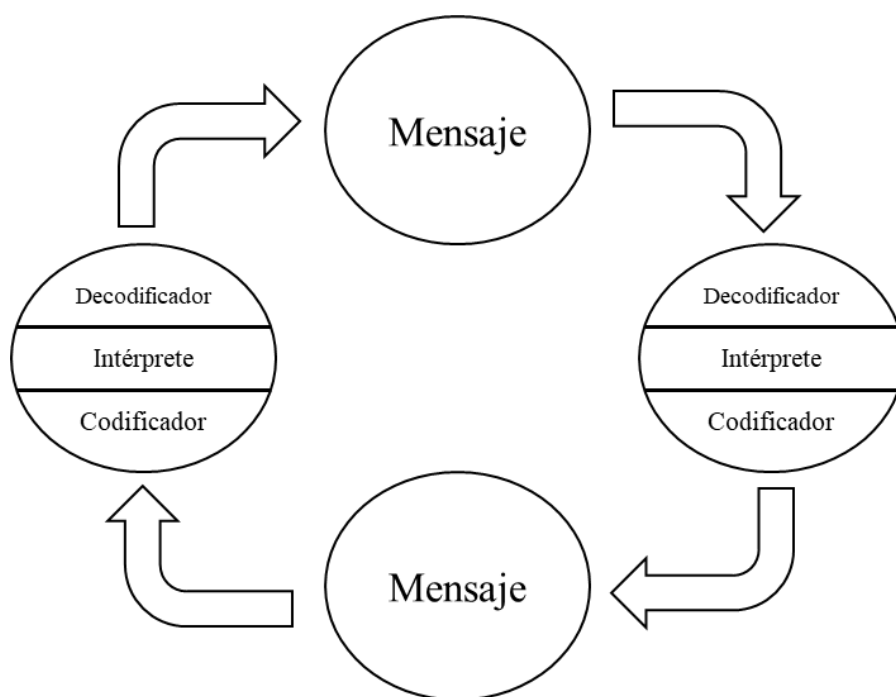 Mensaje
Decodificador
Intérprete
Codificador
Decodificador
Intérprete
Codificador
Mensaje